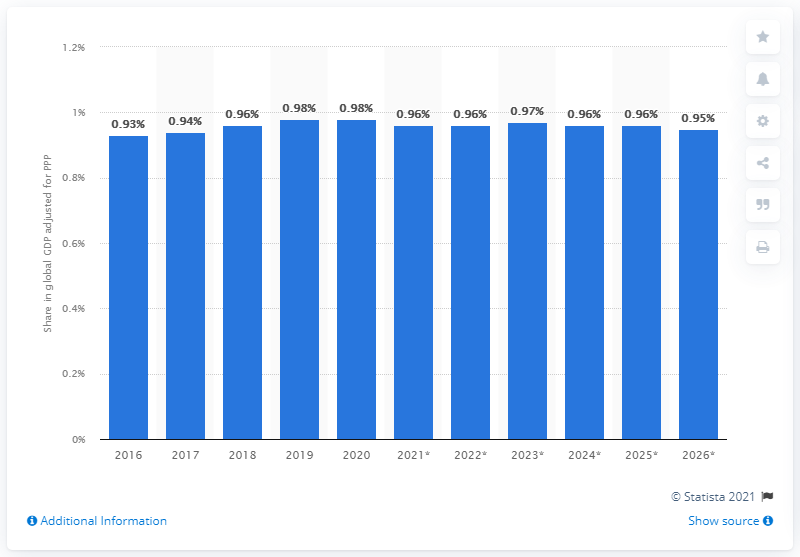 Share in global GDP adjusted for PPP
1.2%
1%
0.8%
0.6%
0.4%
0.2%
0%
0.93% 0.94% 0.96% 0.98% 0.98% 0.96% 0.96% 0.97% 0.96% 0.96% 0.95%
2016 2017 2018 2019 2020 2021* 2022* 2023* 2024* 2025* 2026*
© Statista 2021
Additional Information
Show source